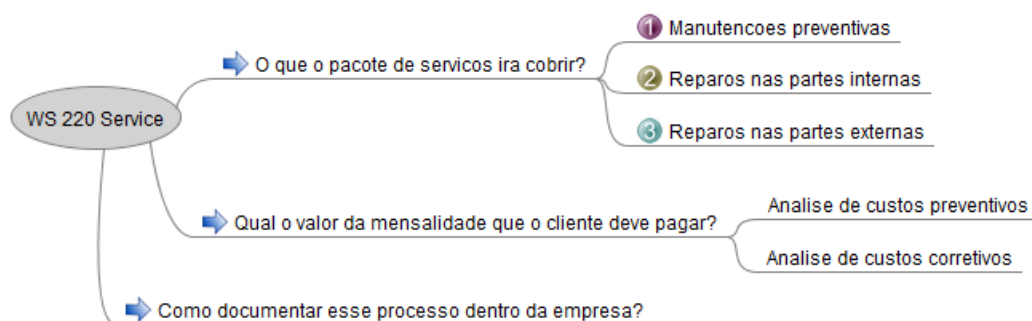 WS 220 Service
O que o pacote de servicos ira cobrir?
1 Manutencoes preventivas
2 Reparos nas partes internas
3 Reparos nas partes externas
Qual o valor da mensalidade que o cliente deve pagar?
Analise de custos preventivos
Analise de custos corretivos
Como documentar esse processo dentro da empresa?